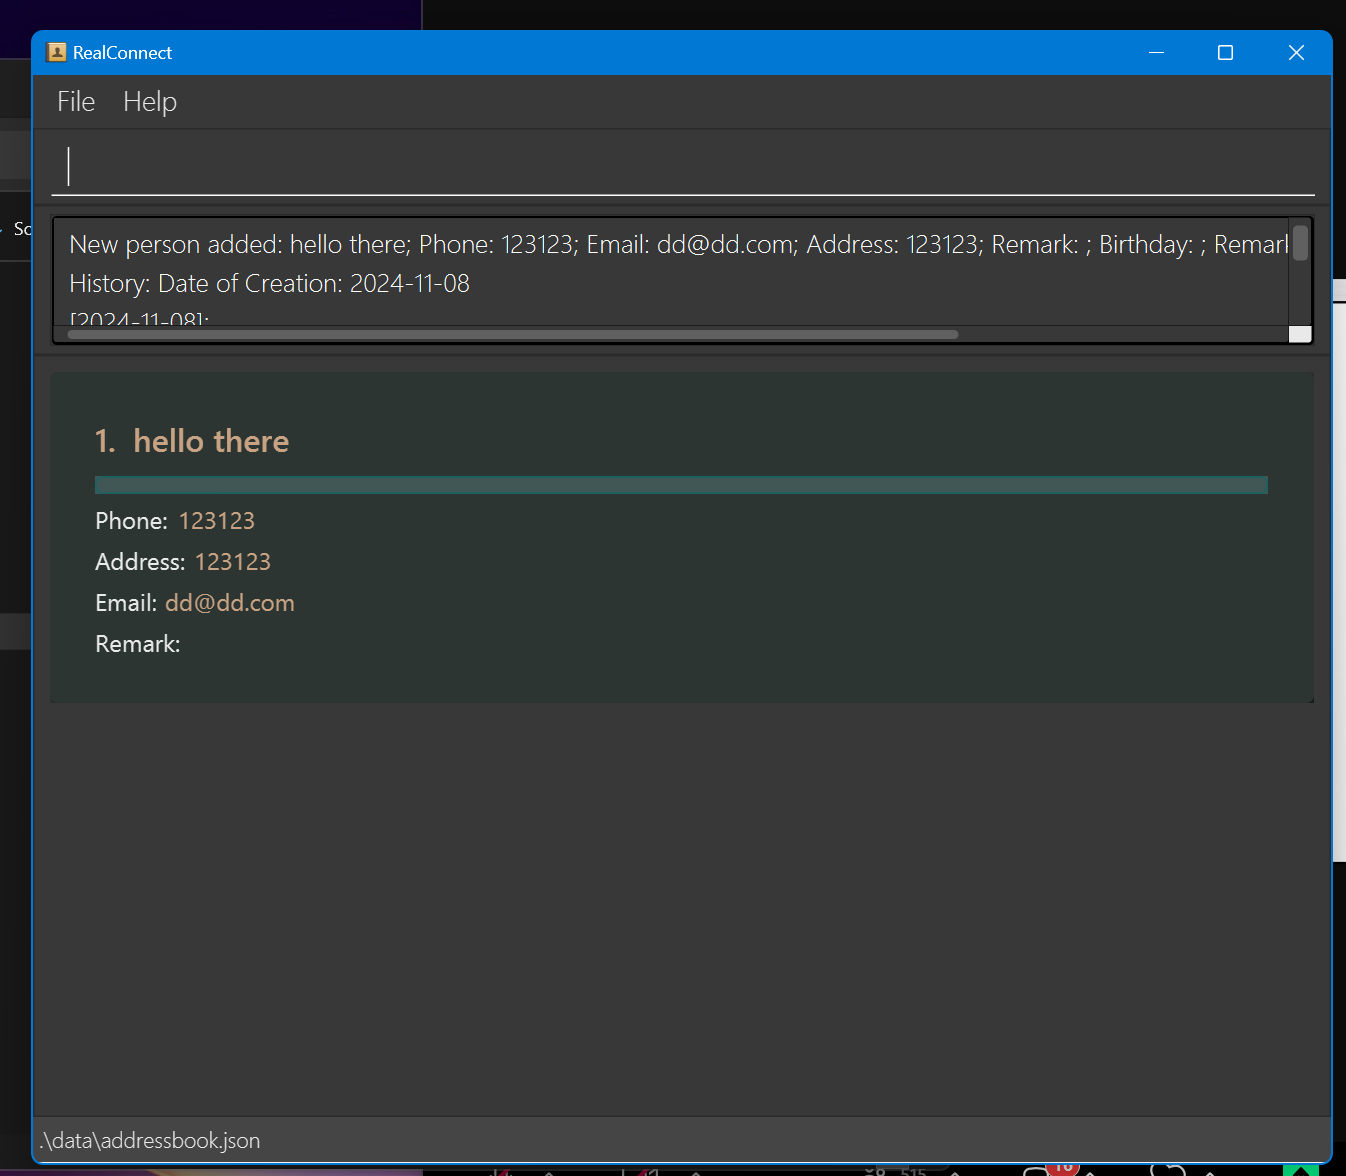 RealConnect
File Help
So
New person added: hello there; Phone: 123123; Email: dd@dd.com; Address: 123123; Remark: ; Birthday: ; Remark
History: Date of Creation: 2024-11-08
[2024-11-08]:
1. hello there
Phone: 123123
Address: 123123
Email: dd@dd.com
Remark:
.\data\addressbook.json